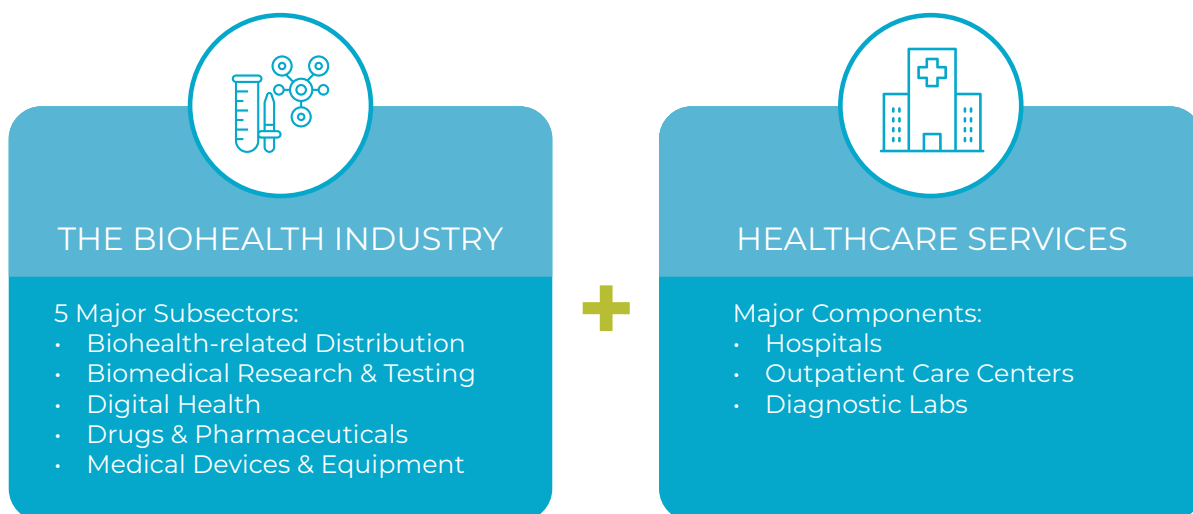 THE BIOHEALTH INDUSTRY
5 Major Subsectors:
• Biohealth-related Distribution
• Biomedical Research & Testing
• Digital Health
• Drugs & Pharmaceuticals
• Medical Devices & Equipment
+
HEALTHCARE SERVICES
Major Components:
• Hospitals
• Outpatient Care Centers
• Diagnostic Labs